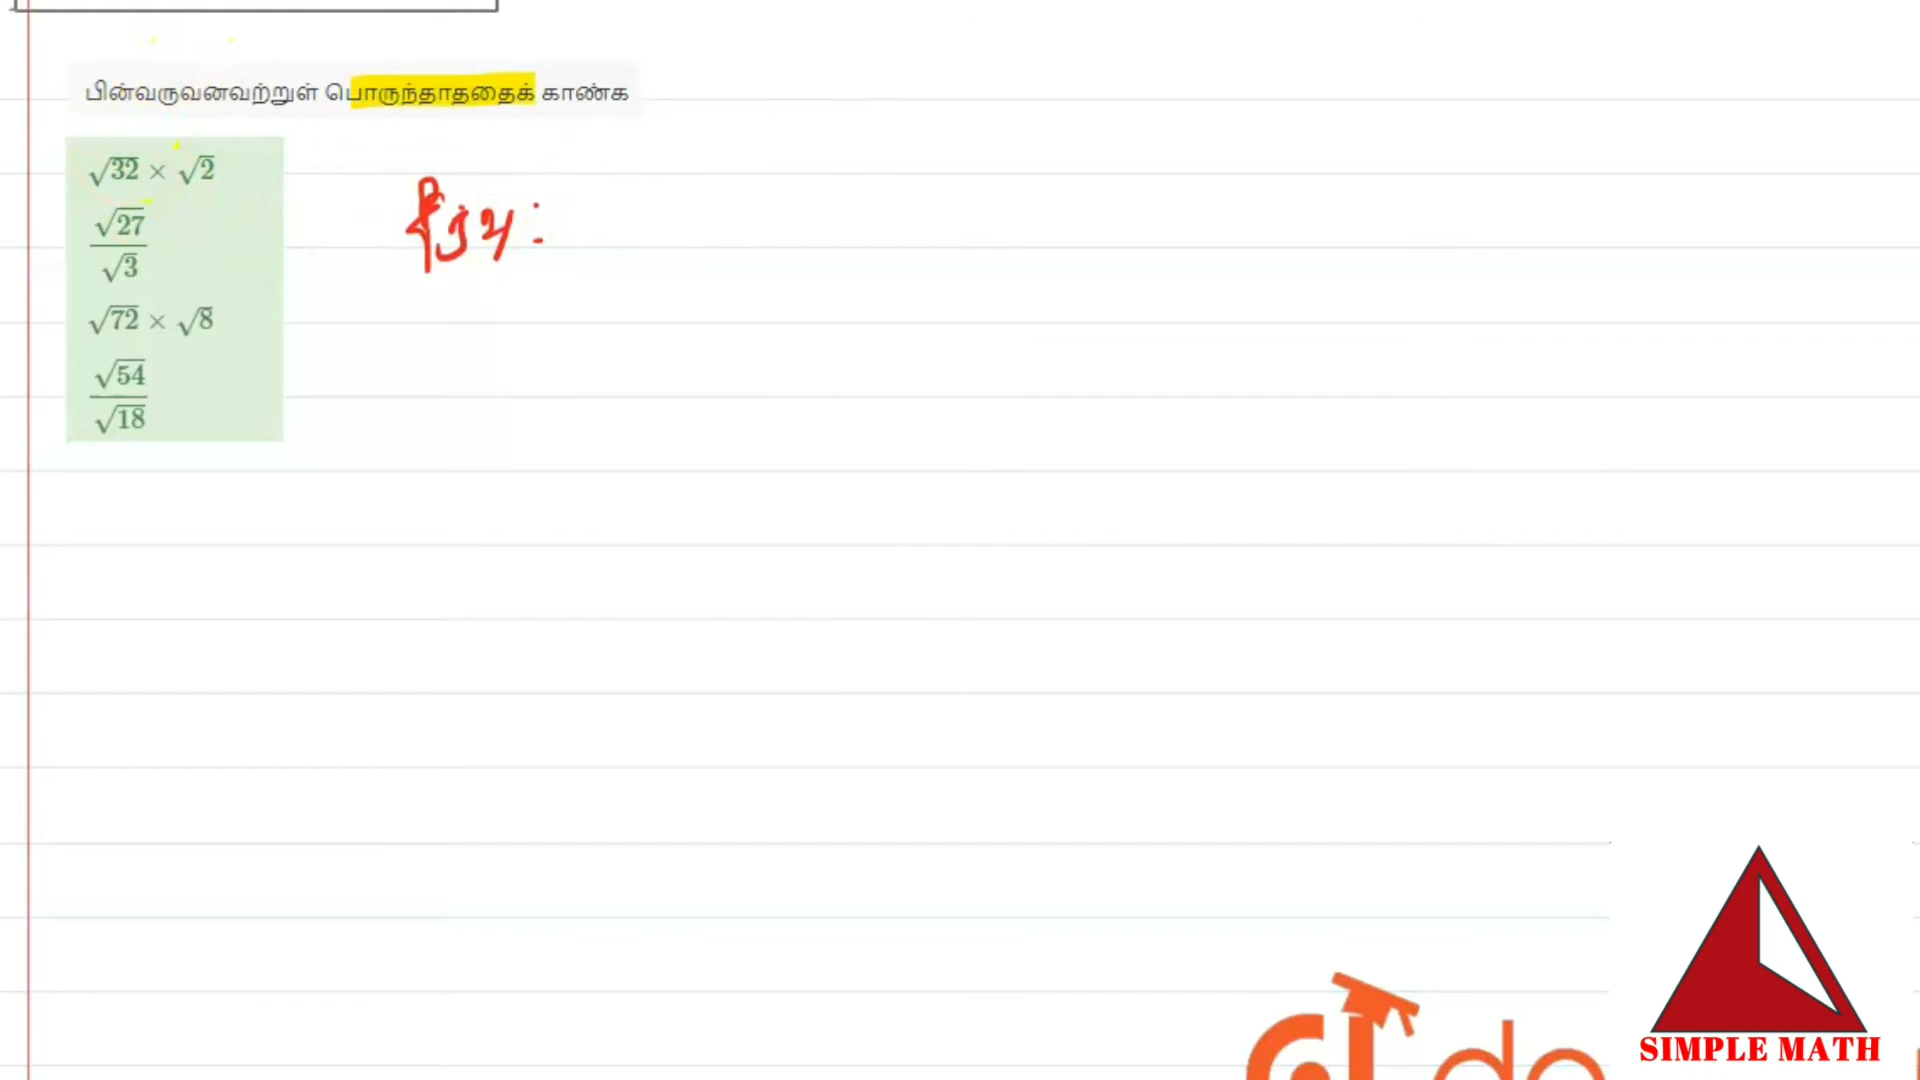 பின்வருவனவற்றுள் பொருந்தாததைக் காண்க
√32 × √2
√27
√3
√72 × √8
√54
√18
SIMPLE MATH